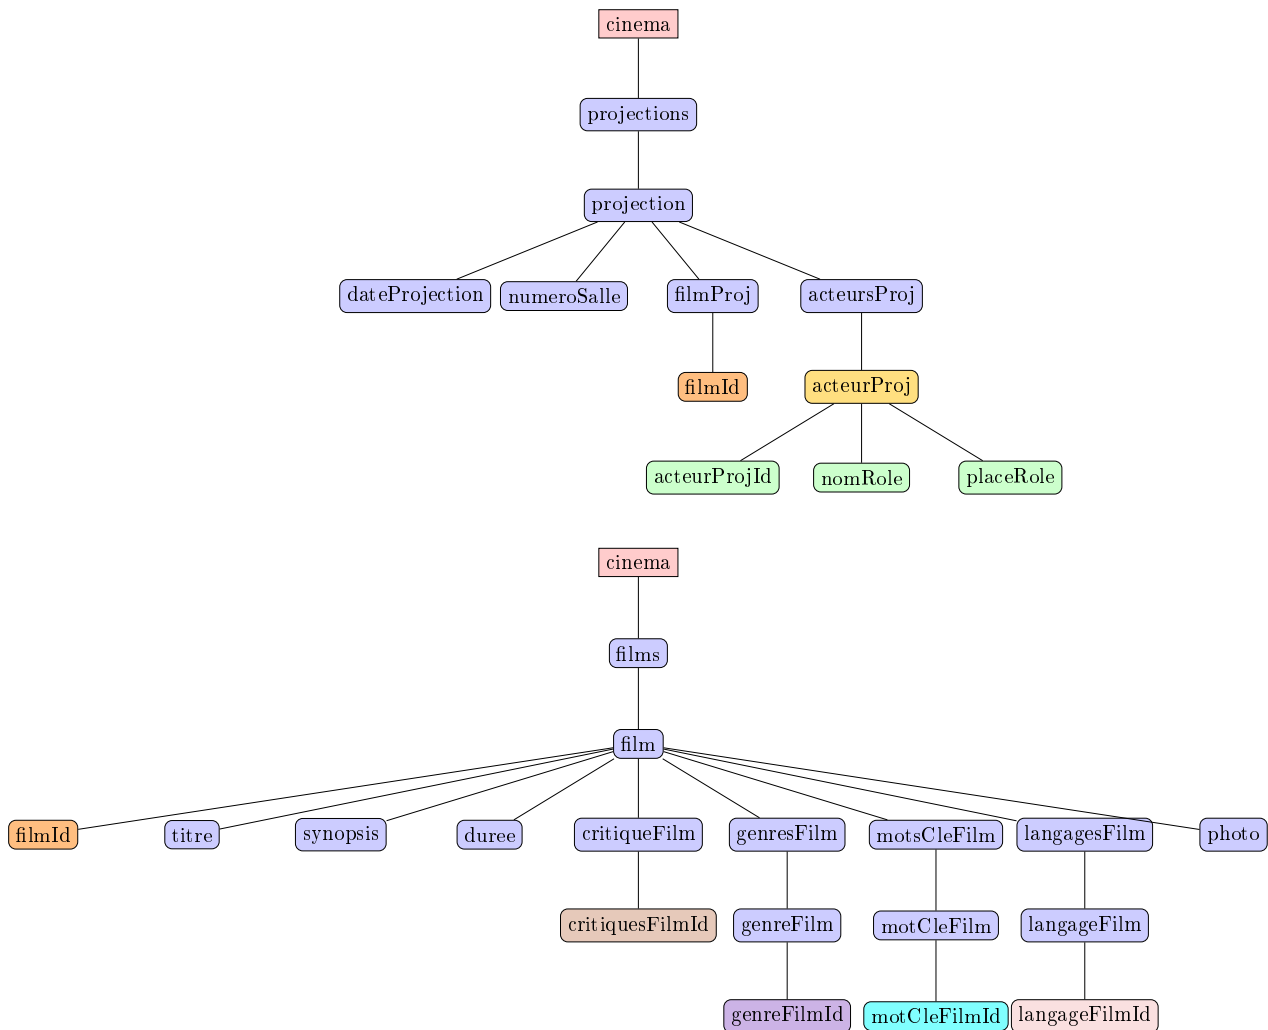 cinema
projections
projection
dateProjection numeroSalle filmProj acteursProj
filmId acteurProj
acteurProjId nomRole placeRole
cinema
films
film
filmId titre synopsis duree critiqueFilm genresFilm motsCleFilm langagesFilm photo
critiquesFilmId genreFilm motCleFilm langageFilm
genreFilmId motCleFilmId langageFilmId